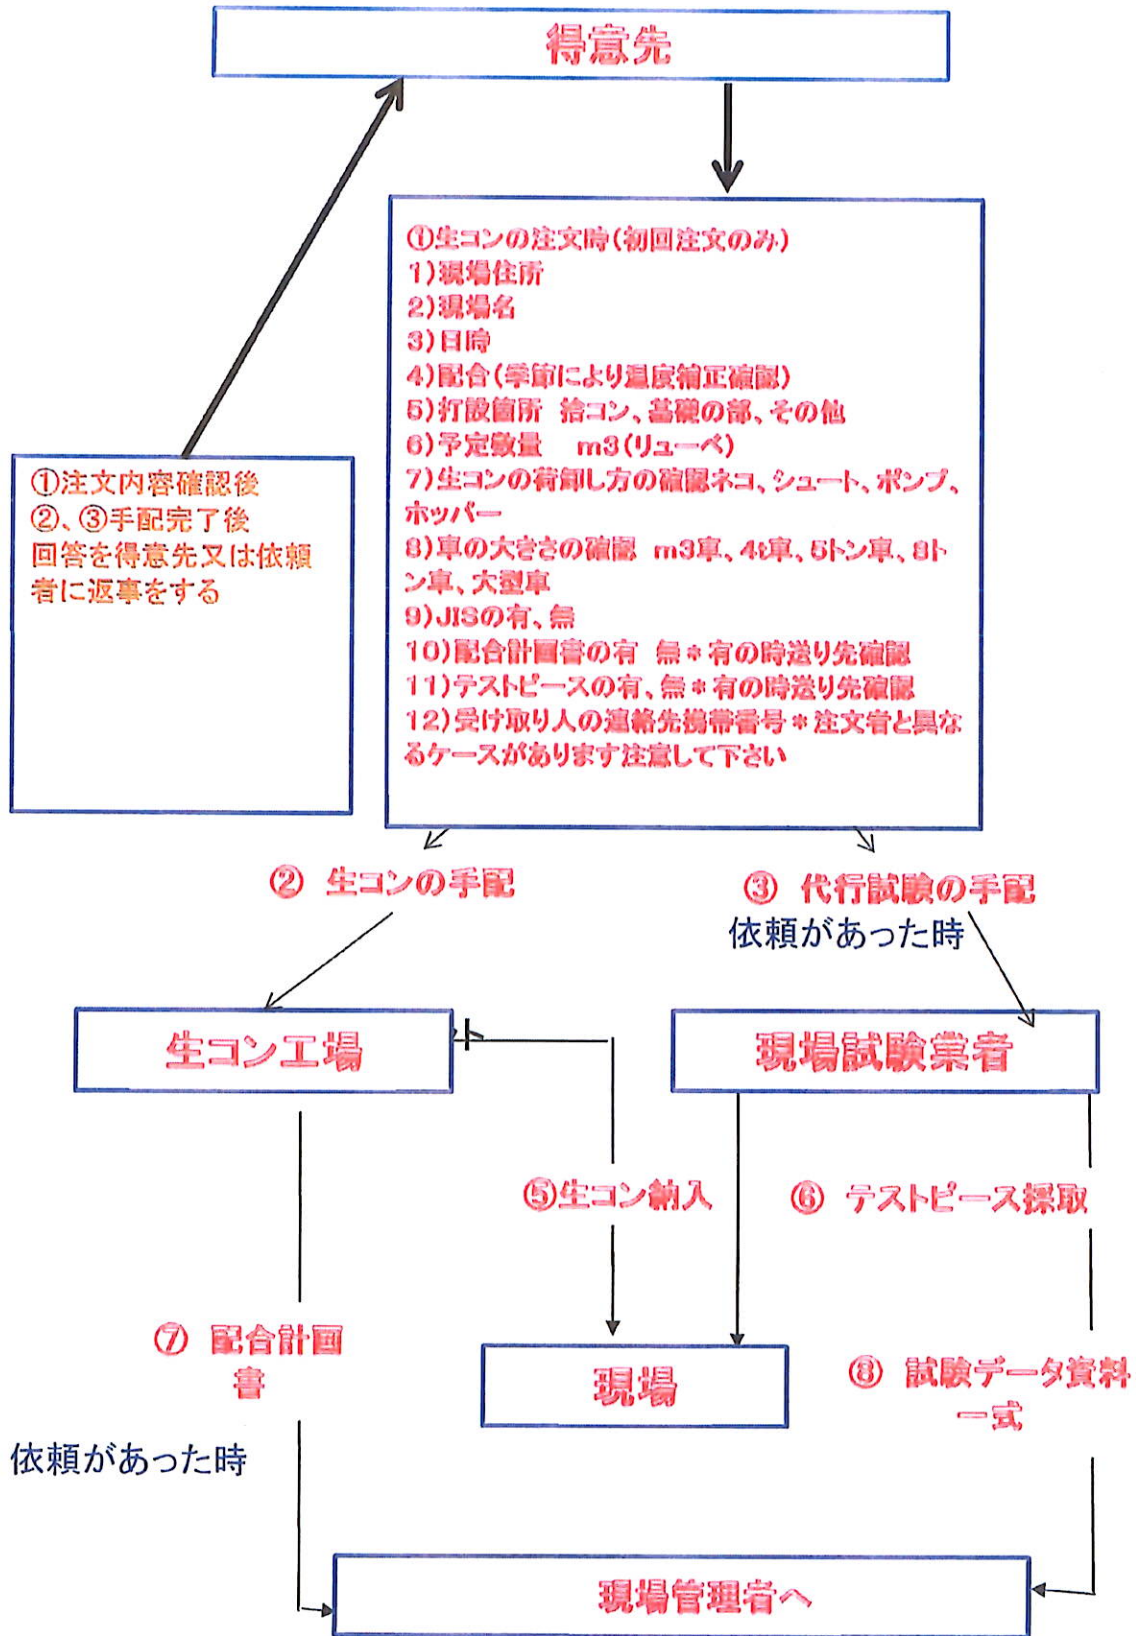 得意先
①生コンの注文時(初回注文のみ)
1)現場住所
2)現場名
3)日時
4)配合(季節により温度補正確認)
5)打設箇所 捨コン、基礎の部、その他
6)予定数量 m3(リューベ)
7)生コンの荷卸し方の確認ネコ、シュート、ポンプ、
ホッパー
8)車の大きさの確認 m3車、4t車、5トン車、8ト
ン車、大型車
9)JISの有、無
10)配合計画書の有 無*有の時送り先確認
11)テストピースの有、無*有の時送り先確認
12)受け取り人の連絡先携帯番号*注文者と異な
るケースがあります注意して下さい
①注文内容確認後
②、③手配完了後
回答を得意先又は依頼
者に返事をする
② 生コンの手配
③ 代行試験の手配
依頼があった時
生コン工場
現場試験業者
⑤生コン納入
⑥ テストピース採取
⑦ 配合計画
書
現場
⑧ 試験データ資料
一式
依頼があった時
現場管理者へ